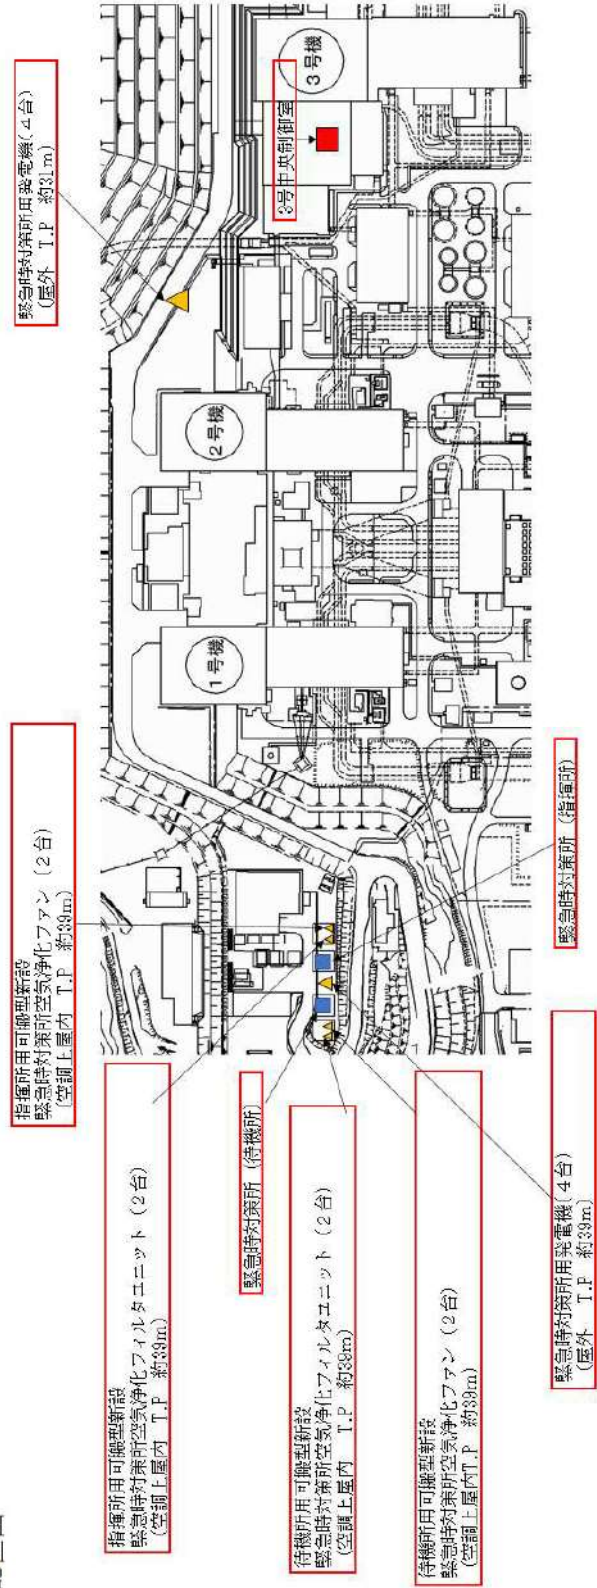 緊急時対策所用発電機(4台)
(屋外　T.P　約31m)
3号中央制御室
3号機
2号機
1号機
指揮所用可搬型新設
緊急時対策所空気浄化ファン（2台）
(空調上屋内　T.P　約39m)
指揮所用可搬型新設
緊急時対策所空気浄化フィルタユニット（2台）
(空調上屋内　T.P　約39m)
緊急時対策所（待機所）
待機所用可搬型新設
緊急時対策所空気浄化フィルタユニット（2台）
(空調上屋内　T.P　約39m)
待機所用可搬型新設
緊急時対策所空気浄化ファン（2台）
(空調上屋内T.P　約39m)
緊急時対策所用発電機(4台)
(屋外　T.P　約39m)
緊急時対策所（指揮所）